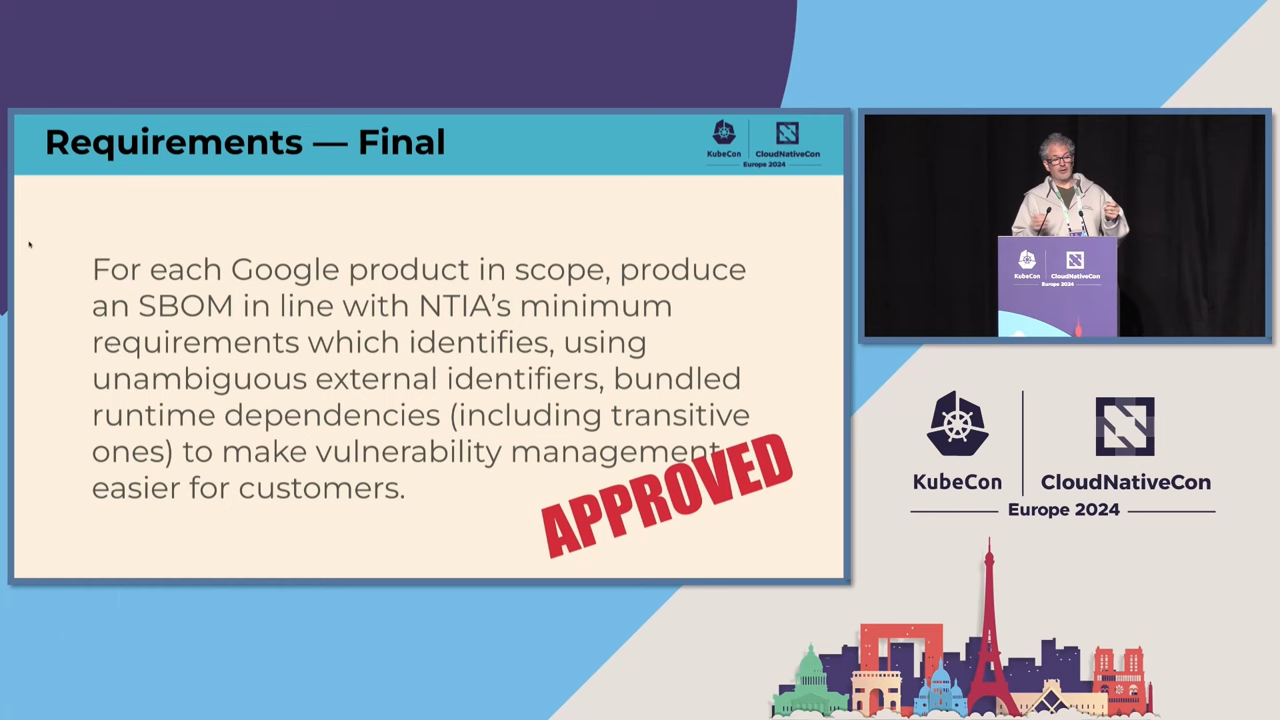 Requirements — Final
KubeCon
CloudNativeCon
Europe 2024
For each Google product in scope, produce
an SBOM in line with NTIA’s minimum
requirements which identifies, using
unambiguous external identifiers, bundled
runtime dependencies (including transitive
ones) to make vulnerability management
easier for customers.
APPROVED
KubeCon
CloudNativeCon
Europe 2024
KubeCon
CloudNativeCon
Europe 2024